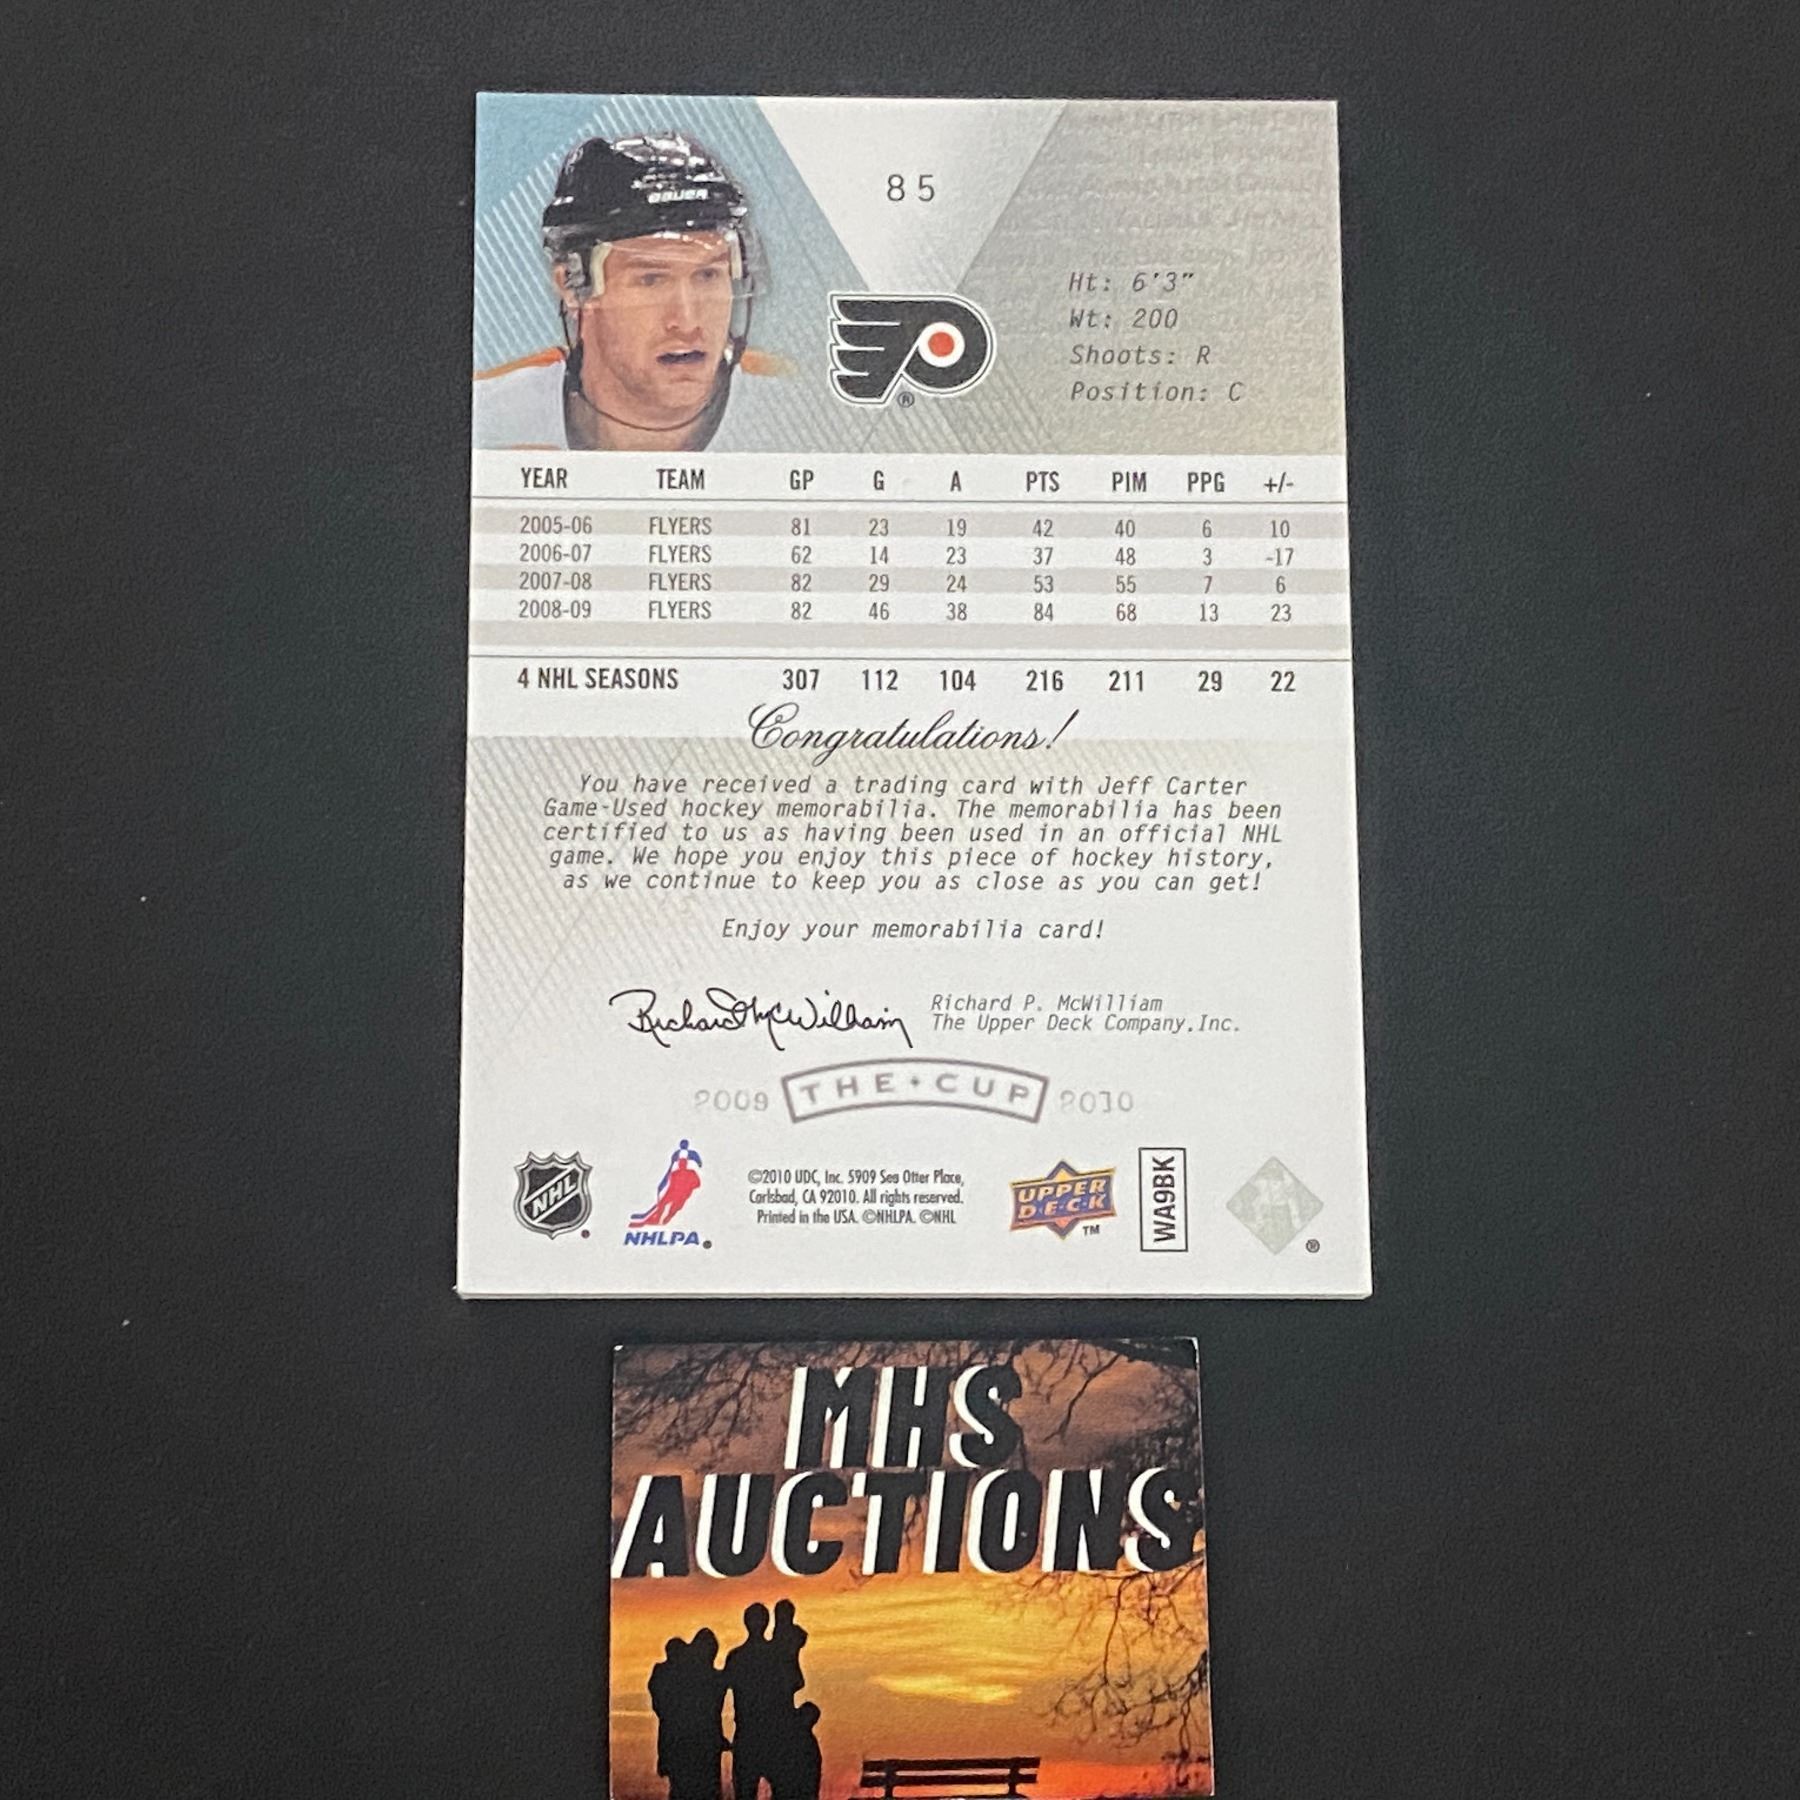 BAUER
85
Ht: 6'3"
Wt: 200
Shoots: R
Position: C
®
YEAR TEAM GP G A PTS PIM PPG +/-
2005-06 FLYERS 81 23 19 42 40 6 10
2006-07 FLYERS 62 14 23 37 48 3 -17
2007-08 FLYERS 82 29 24 53 55 7 6
2008-09 FLYERS 82 46 38 84 68 13 23
4 NHL SEASONS 307 112 104 216 211 29 22
Congratulations!
You have received a trading card with Jeff Carter
Game-Used hockey memorabilia. The memorabilia has been
certified to us as having been used in an official NHL
game. We hope you enjoy this piece of hockey history,
as we continue to keep you as close as you can get!
Enjoy your memorabilia card!
Richard McWilliam
Richard P. McWilliam
The Upper Deck Company, Inc.
2009 THE • CUP 2010
NHL ®
NHLPA®
©2010 UDC, Inc. 5909 Sea Otter Place,
Carlsbad, CA 92010. All rights reserved.
Printed in the USA. ©NHLPA. ©NHL
UPPER
D•E•C•K
TM
WA9BK
®
MHS
AUCTIONS